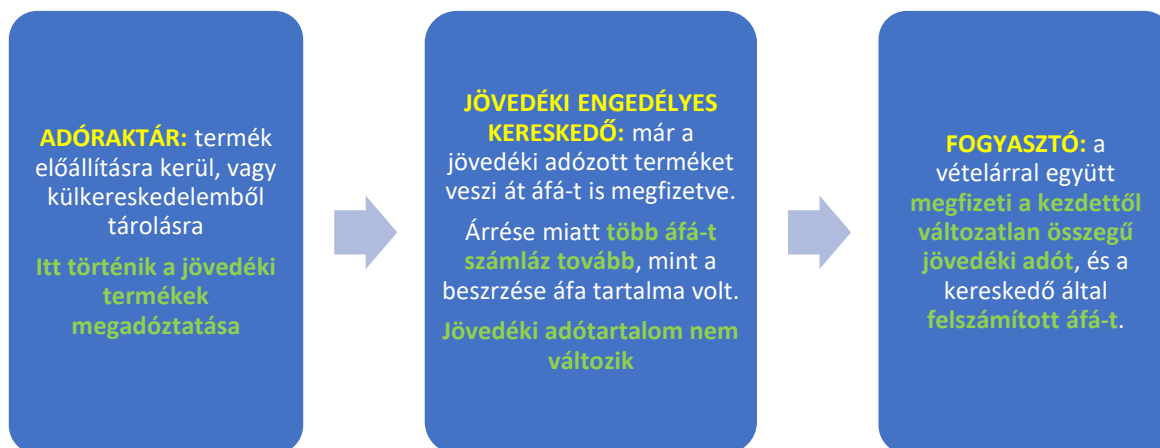 ADÓRAKTÁR: termék
előállításra kerül, vagy
külkereskedelemből
tárolásra
Itt történik a jövedéki
termékek
megadóztatása
JÖVEDÉKI ENGEDÉLYES
KERESKEDŐ: már a
jövedéki adózott terméket
veszi át áfá-t is megfizetve.
Árrése miatt több áfá-t
számláz tovább, mint a
beszrzése áfa tartalma volt.
Jövedéki adótartalom nem
változik
FOGYASZTÓ: a
vételárral együtt
megfizeti a kezdettől
változatlan összegű
jövedéki adót, és a
kereskedő által
felszámított áfá-t.